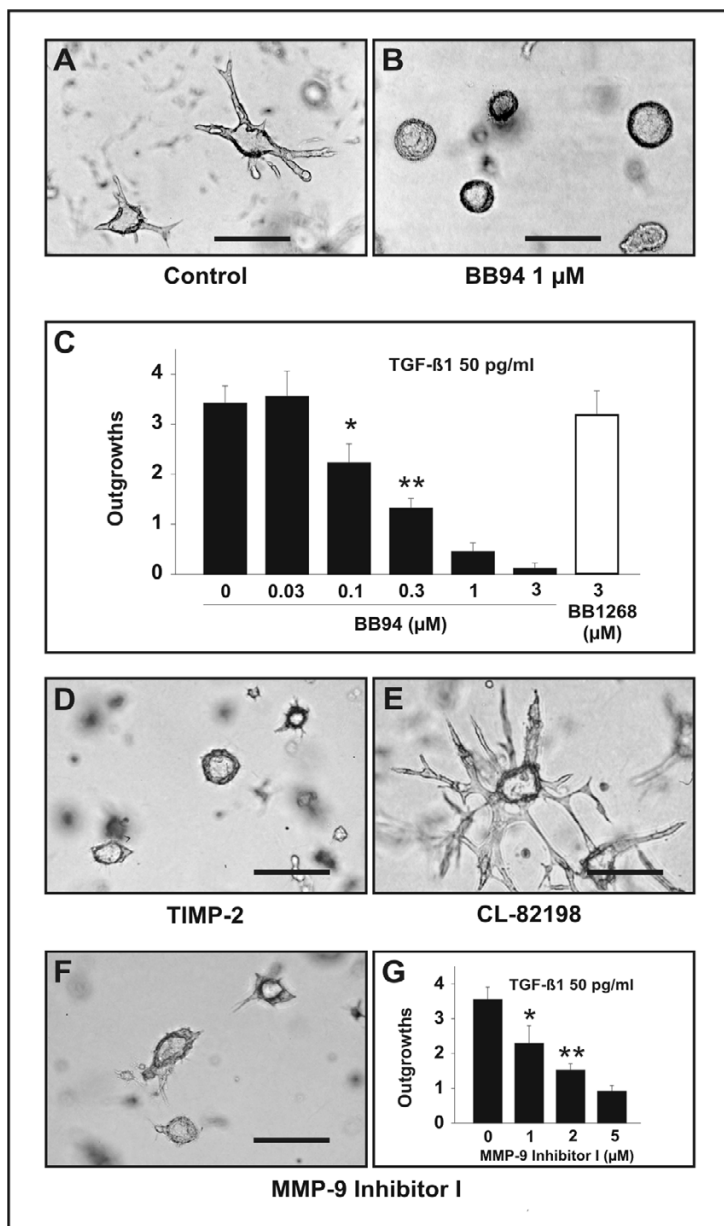 A
B
Control
BB94 1 µM
C
TGF-ß1 50 pg/ml
Outgrowths
4
3
2
1
0
*
**
0 0.03 0.1 0.3 1 3 3
BB94 (µM)
BB1268
(µM)
D
E
TIMP-2
CL-82198
F
G
TGF-ß1 50 pg/ml
Outgrowths
4
3
2
1
0
*
**
0 1 2 5
MMP-9 Inhibitor I (µM)
MMP-9 Inhibitor I